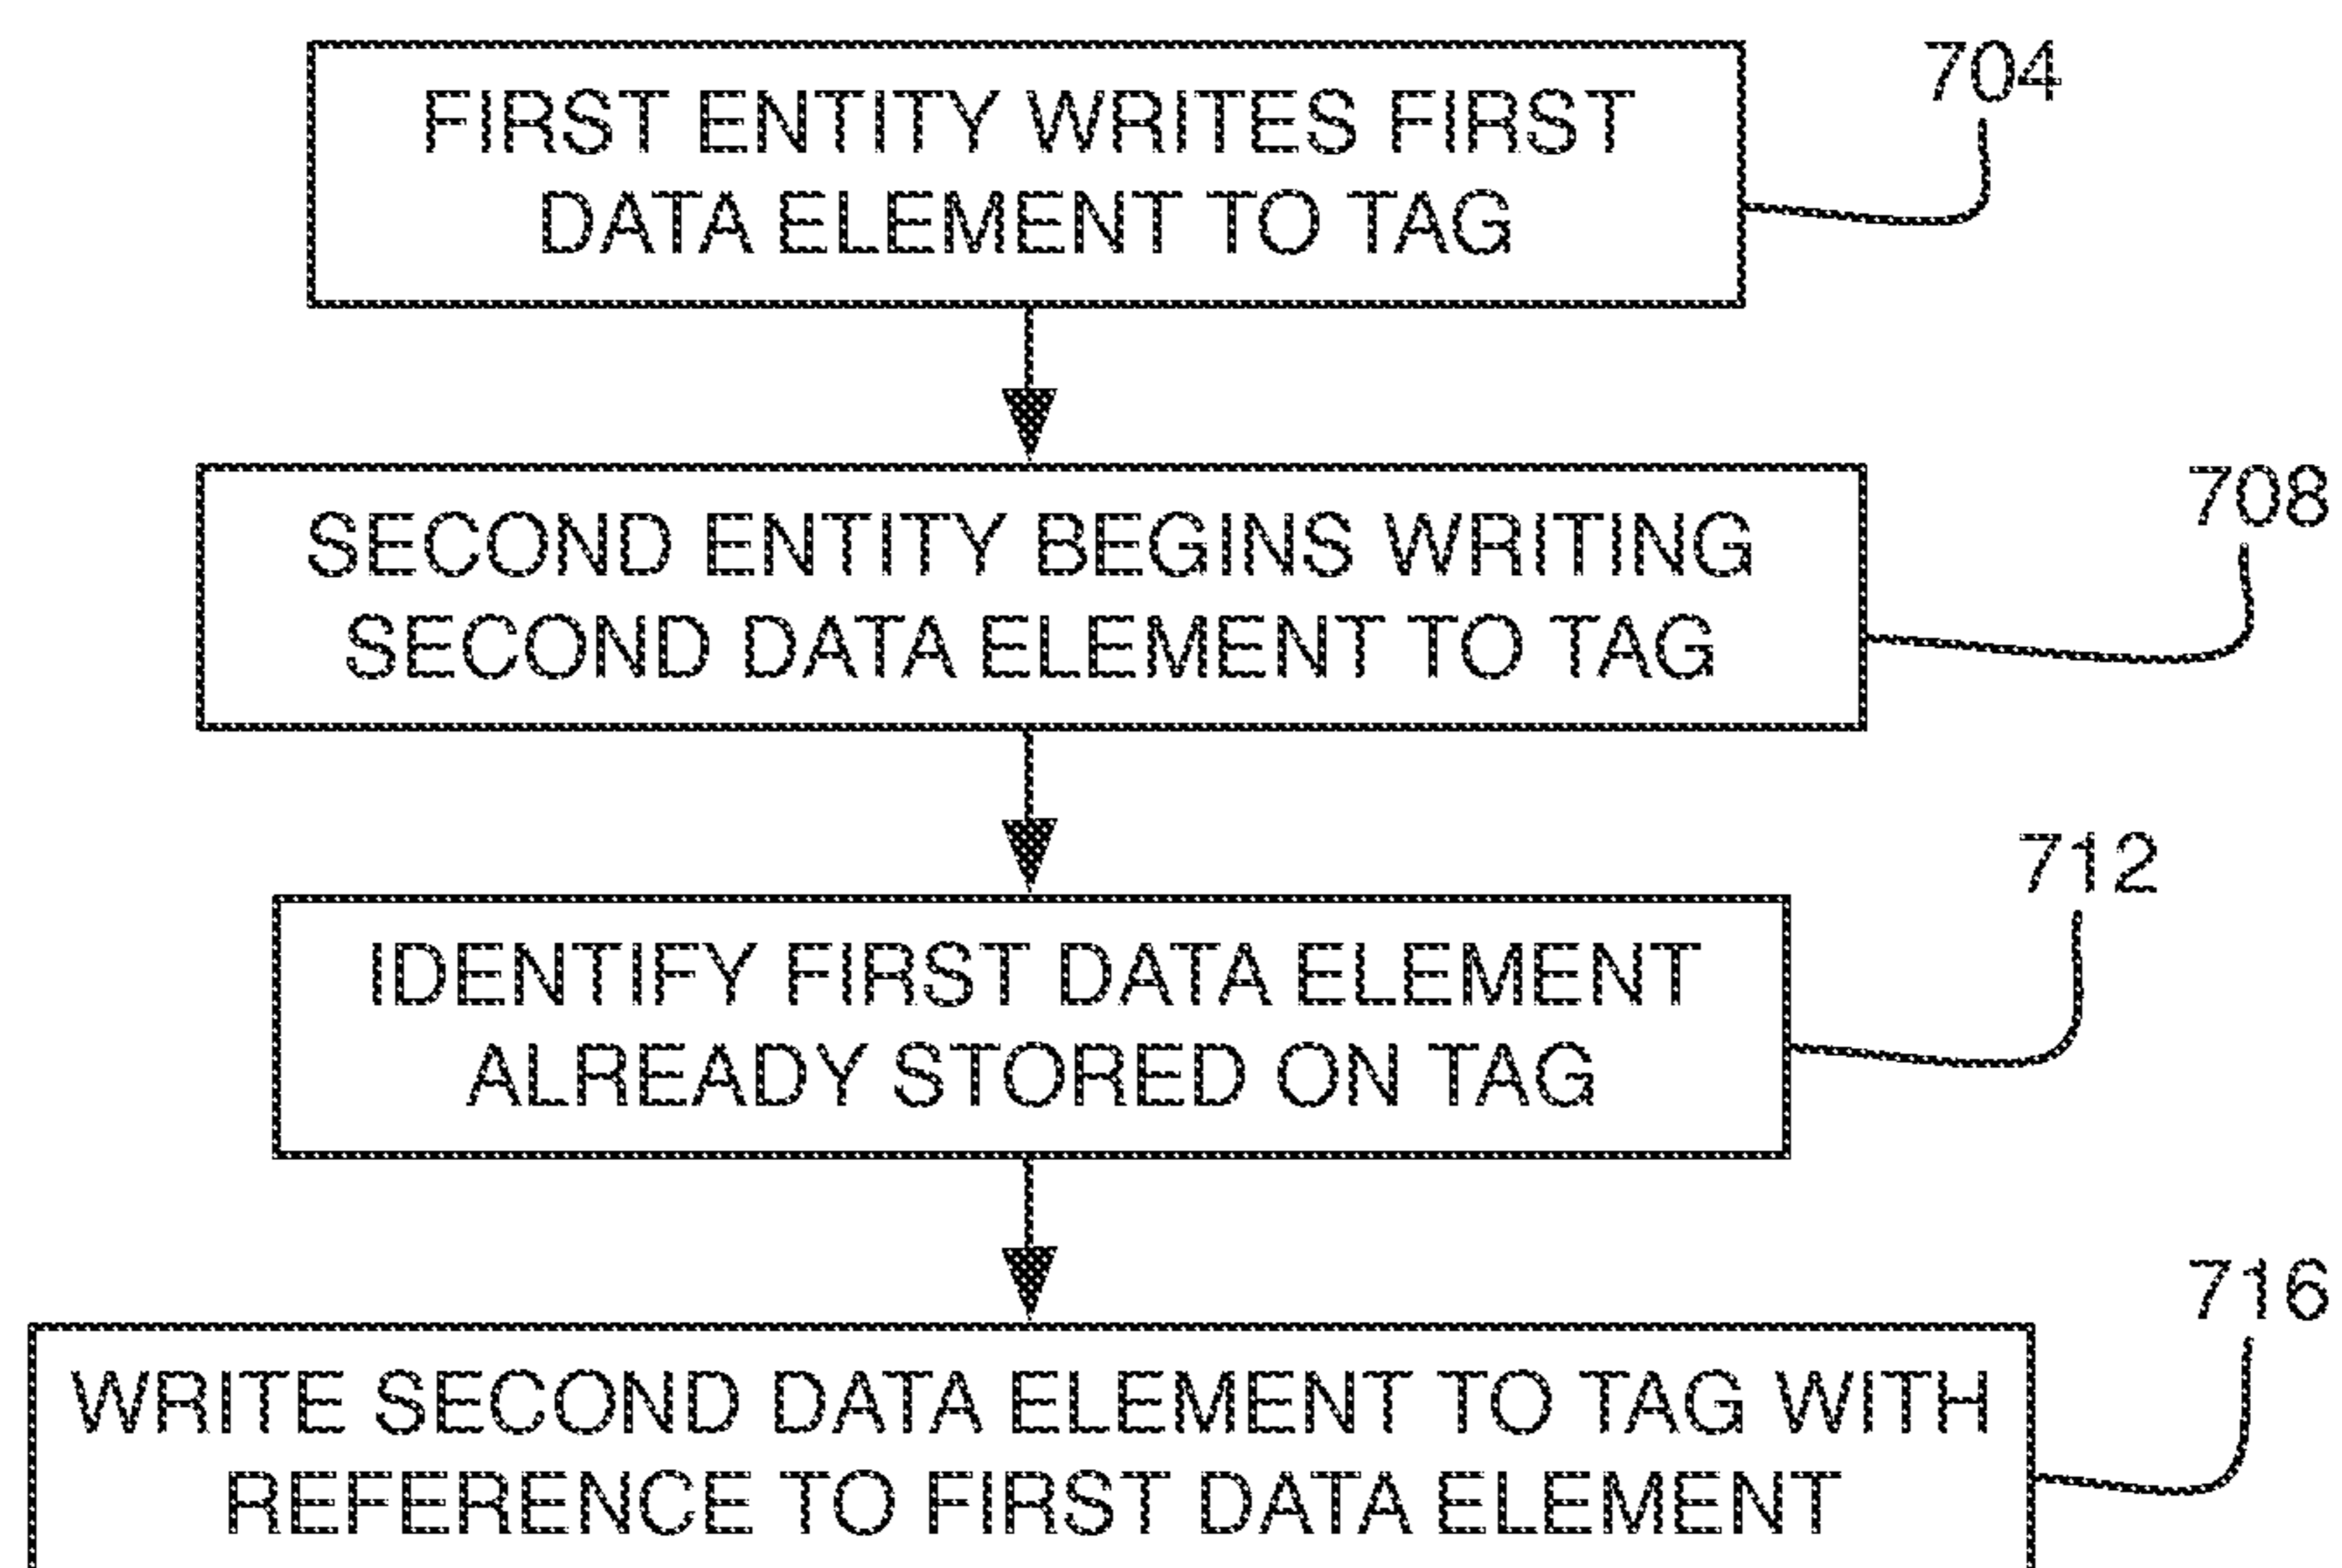 FIRST ENTITY WRITES FIRST
DATA ELEMENT TO TAG
704
SECOND ENTITY BEGINS WRITING
SECOND DATA ELEMENT TO TAG
708
IDENTIFY FIRST DATA ELEMENT
ALREADY STORED ON TAG
712
WRITE SECOND DATA ELEMENT TO TAG WITH
REFERENCE TO FIRST DATA ELEMENT
716